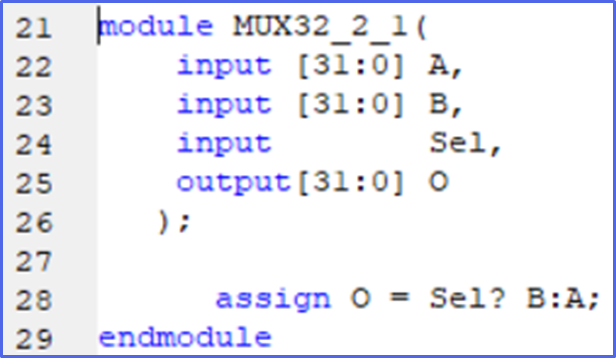 21 module MUX32_2_1(
22 input [31:0] A,
23 input [31:0] B,
24 input Sel,
25 output[31:0] O
26 );
27
28 assign O = Sel? B:A;
29 endmodule